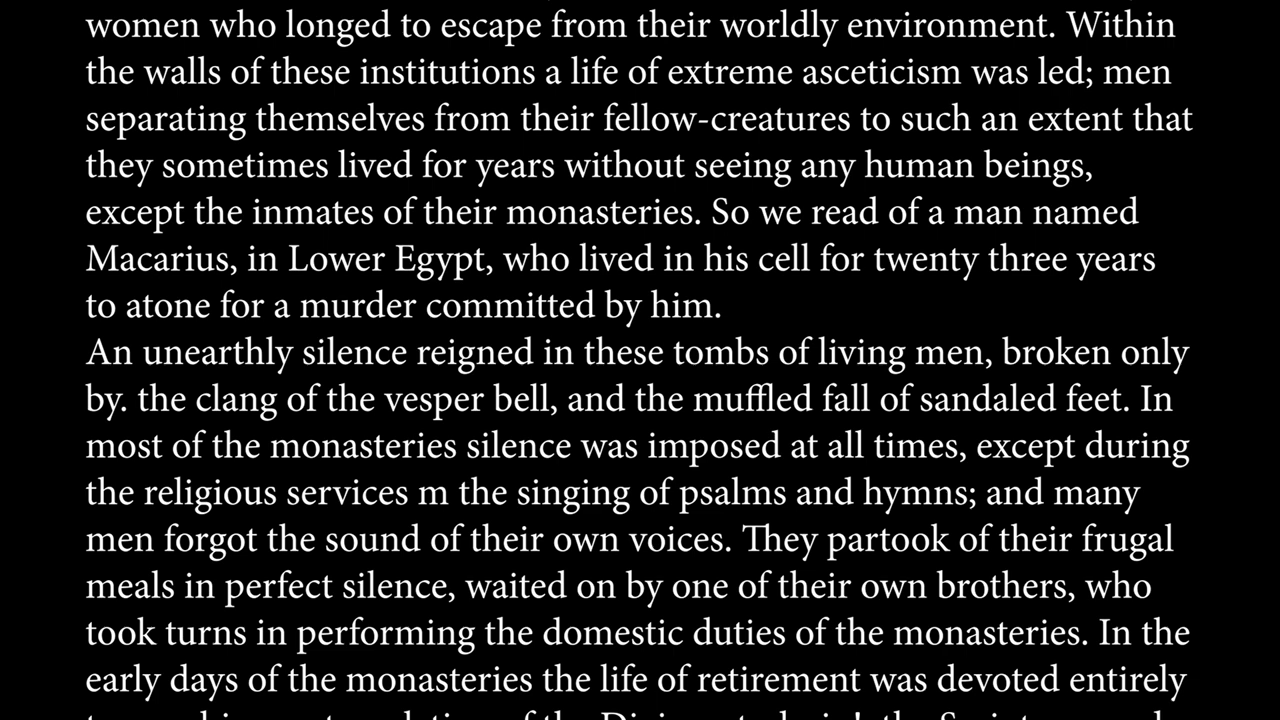 women who longed to escape from their worldly environment. Within
the walls of these institutions a life of extreme asceticism was led; men
separating themselves from their fellow-creatures to such an extent that
they sometimes lived for years without seeing any human beings,
except the inmates of their monasteries. So we read of a man named
Macarius, in Lower Egypt, who lived in his cell for twenty three years
to atone for a murder committed by him.
An unearthly silence reigned in these tombs of living men, broken only
by. the clang of the vesper bell, and the muffled fall of sandaled feet. In
most of the monasteries silence was imposed at all times, except during
the religious services m the singing of psalms and hymns; and many
men forgot the sound of their own voices. They partook of their frugal
meals in perfect silence, waited on by one of their own brothers, who
took turns in performing the domestic duties of the monasteries. In the
early days of the monasteries the life of retirement was devoted entirely
of the